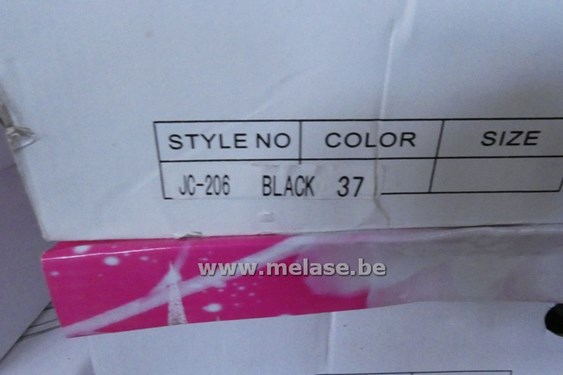 STYLE NO COLOR SIZE
JC-206 BLACK 37
www.melase.be